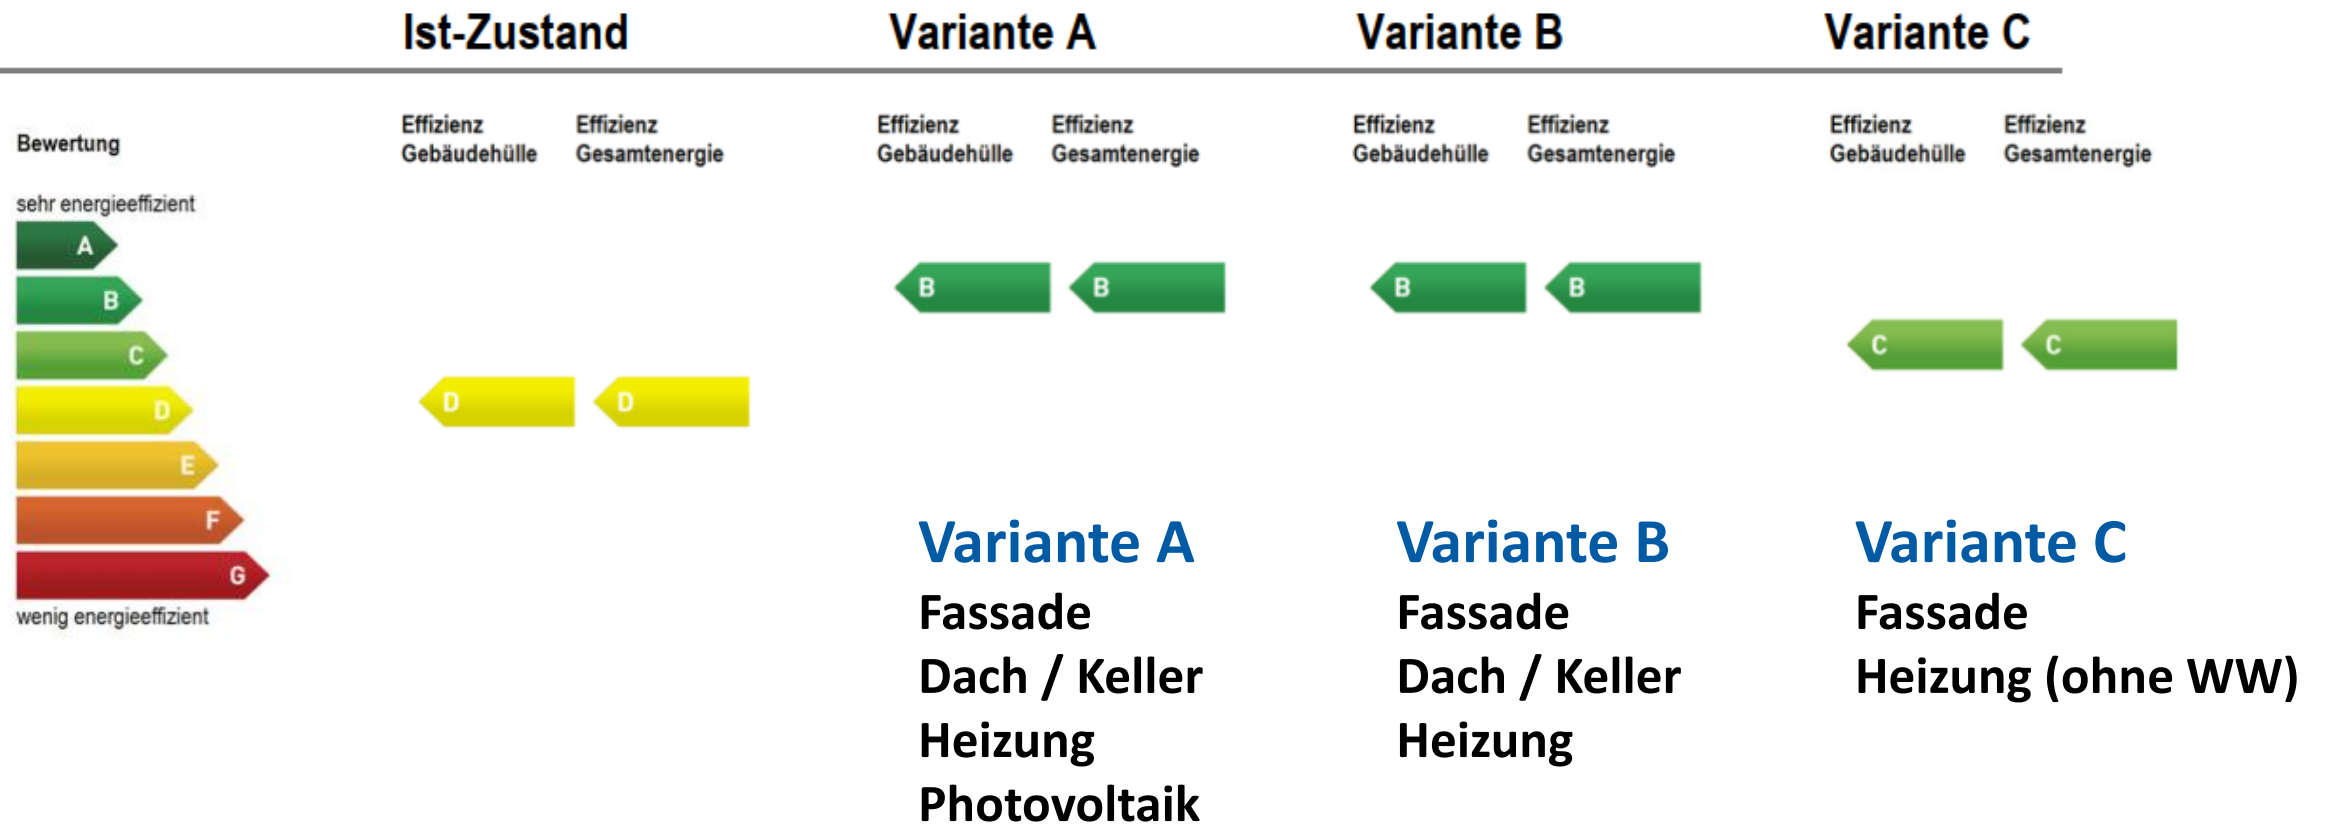 Ist-Zustand Variante A Variante B Variante C
Bewertung
Effizienz Gebäudehülle
Effizienz Gesamtenergie
Effizienz Gebäudehülle
Effizienz Gesamtenergie
Effizienz Gebäudehülle
Effizienz Gesamtenergie
Effizienz Gebäudehülle
Effizienz Gesamtenergie
sehr energieeffizient
A
B
C
D
E
F
G
wenig energieeffizient
D D
B B
B B
C C
Variante A
Fassade
Dach / Keller
Heizung
Photovoltaik
Variante B
Fassade
Dach / Keller
Heizung
Variante C
Fassade
Heizung (ohne WW)